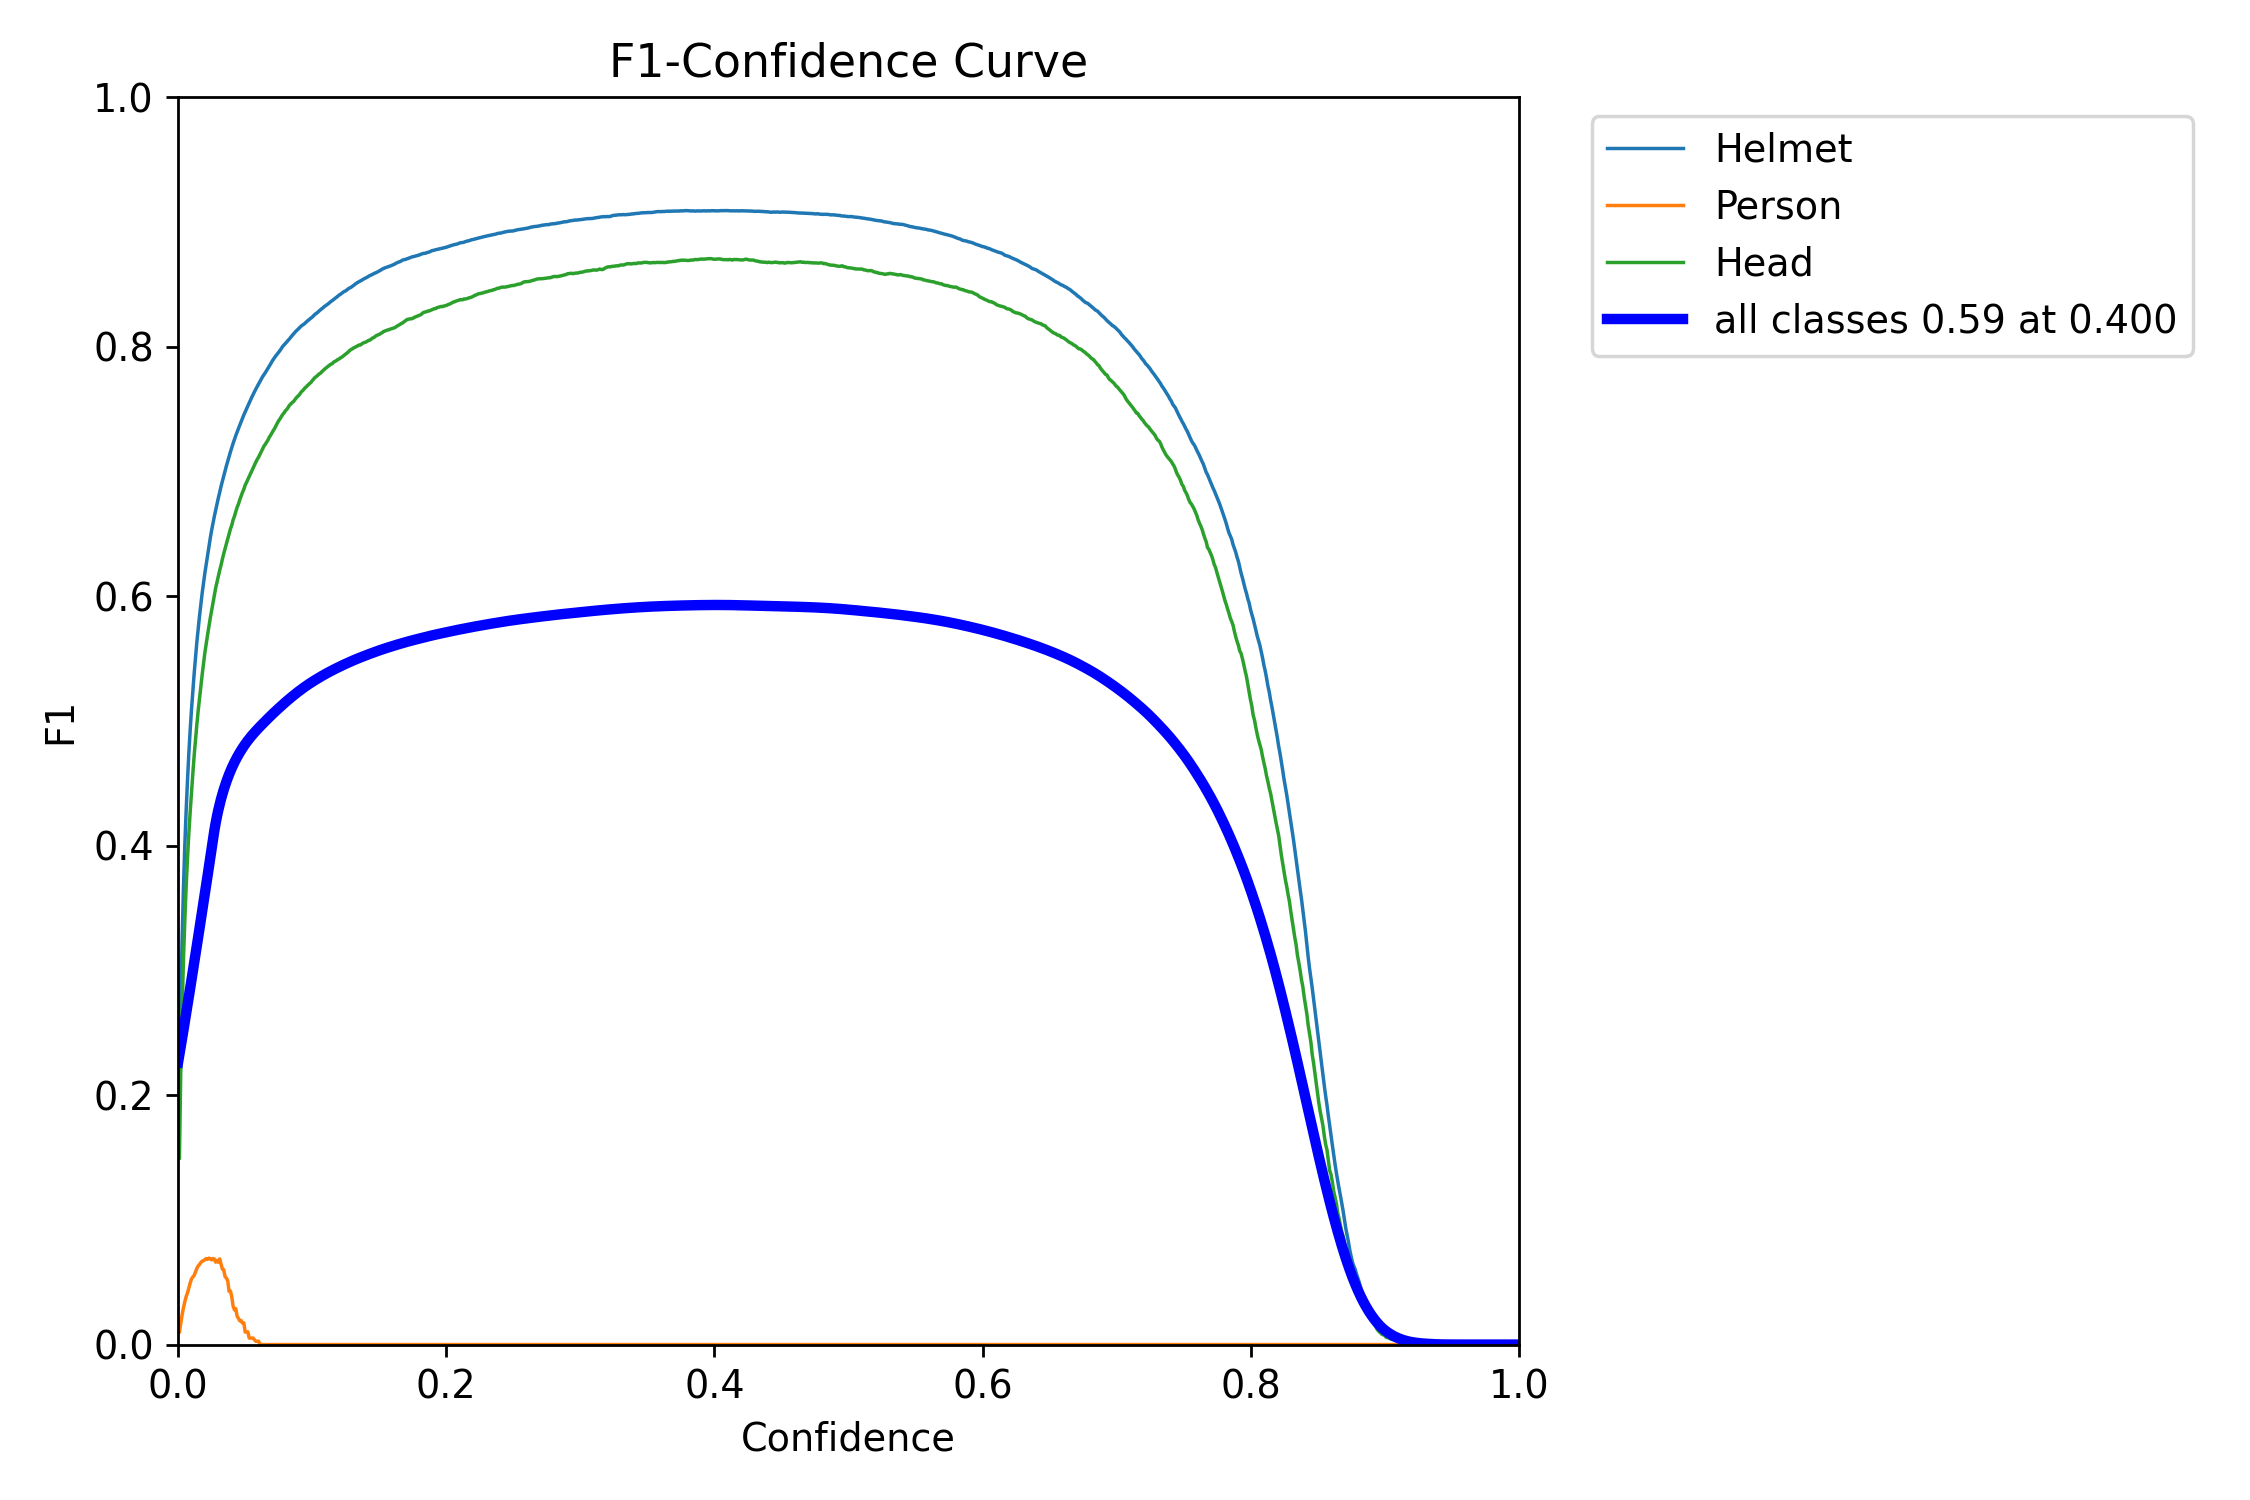 F1-Confidence Curve
1.0
0.8
0.6
0.4
0.2
0.0
F1
0.0 0.2 0.4 0.6 0.8 1.0
Confidence
Helmet
Person
Head
all classes 0.59 at 0.400